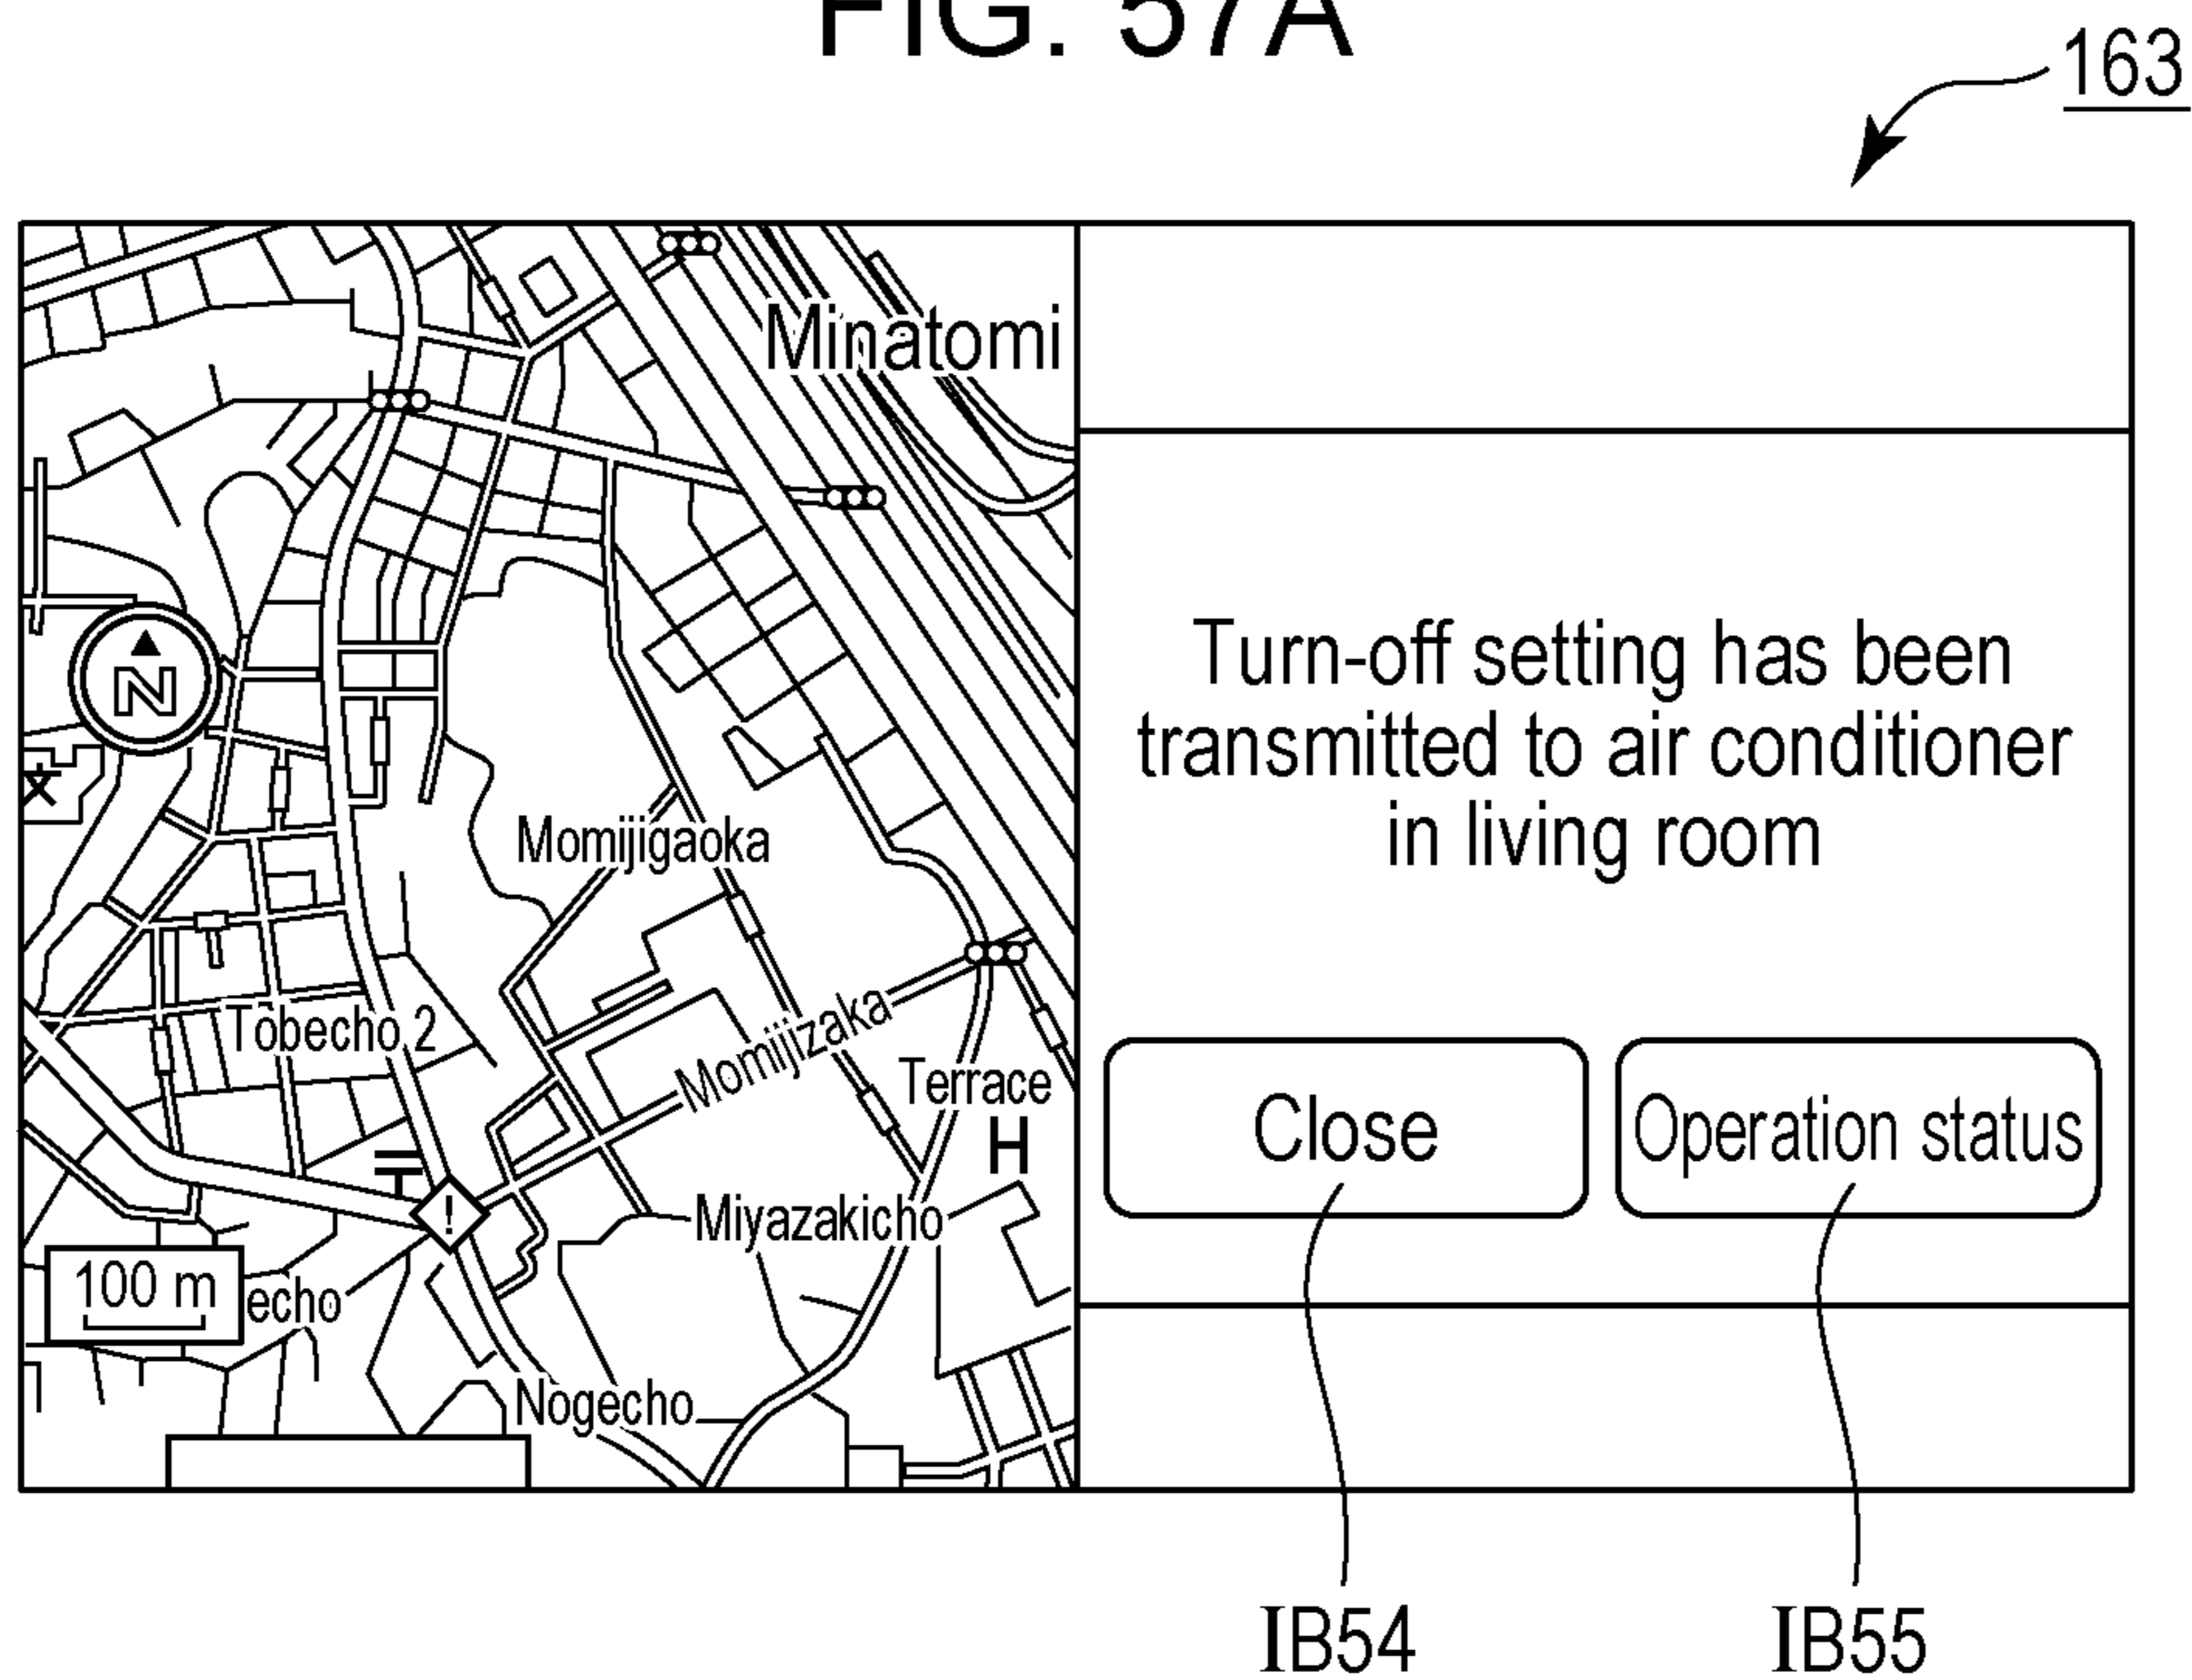 FIG. 57A
163
Minatomi
N
Turn-off setting has been
transmitted to air conditioner
in living room
Momijigaoka
Momijizaka
Tobecho 2
Terrace
H
Close
Operation status
!
Miyazakicho
100 m
echo
Nogecho
IB54
IB55